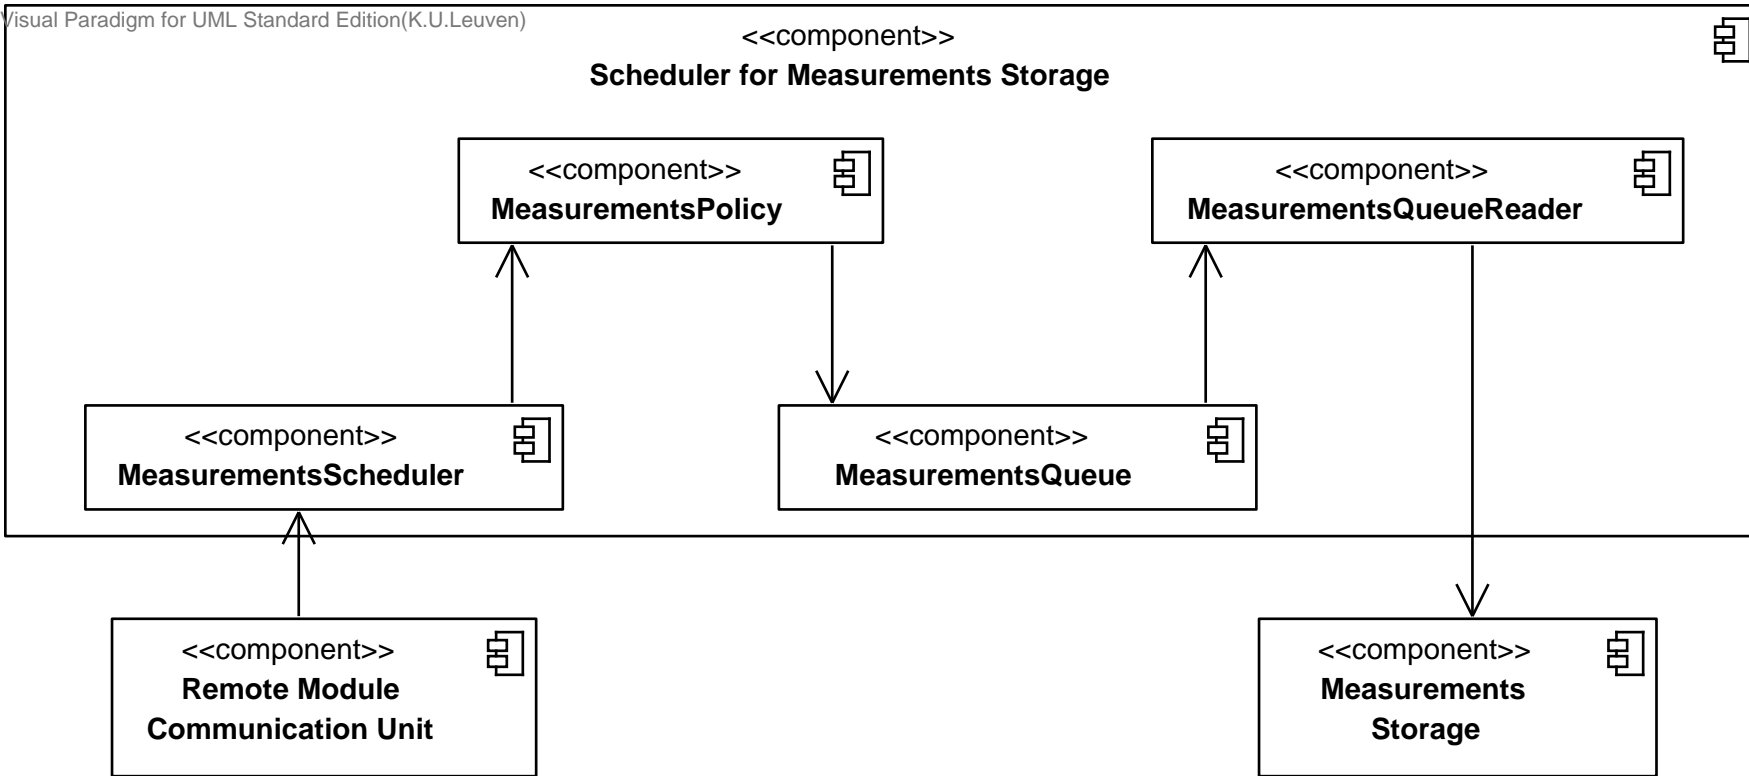 Visual Paradigm for UML Standard Edition(K.U.Leuven)
<<component>>
Scheduler for Measurements Storage
<<component>>
MeasurementsPolicy
<<component>>
MeasurementsQueueReader
<<component>>
MeasurementsScheduler
<<component>>
MeasurementsQueue
<<component>>
Remote Module
Communication Unit
<<component>>
Measurements
Storage